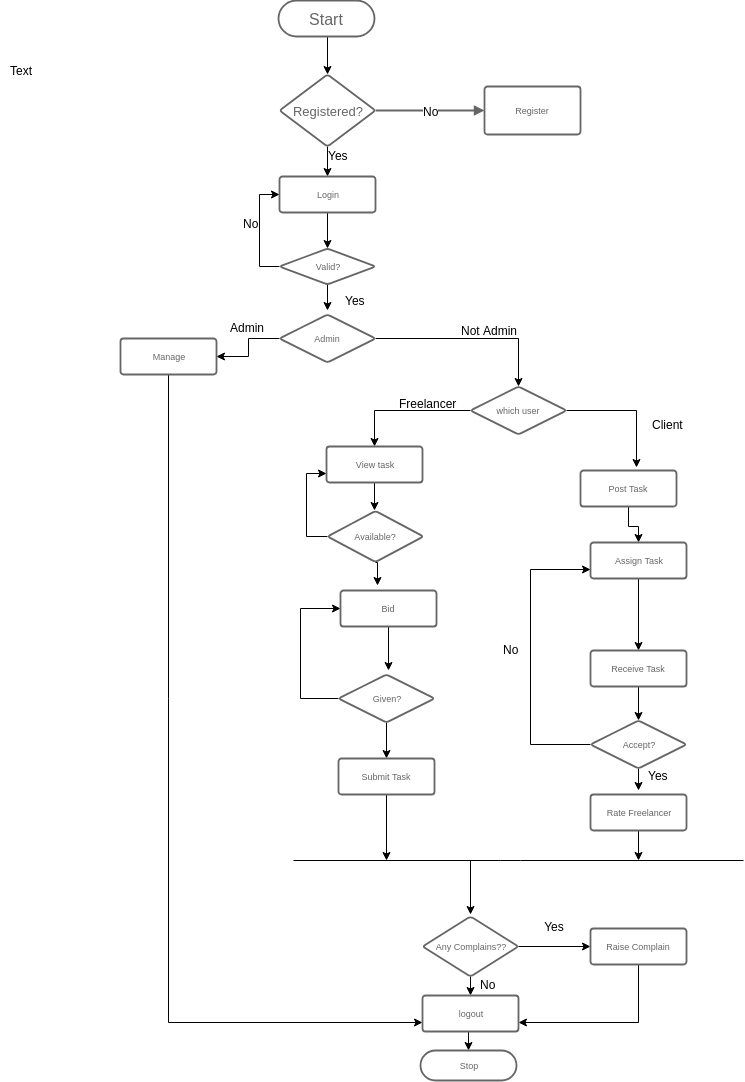 Start
Text
Registered?
No
Register
Yes
Login
No
Valid?
Yes
Admin
Admin
Not Admin
Manage
Freelancer
which user
Client
View task
Post Task
Available?
Assign Task
Bid
No
Receive Task
Given?
Accept?
Submit Task
Yes
Rate Freelancer
Yes
Any Complains??
Raise Complain
No
logout
Stop